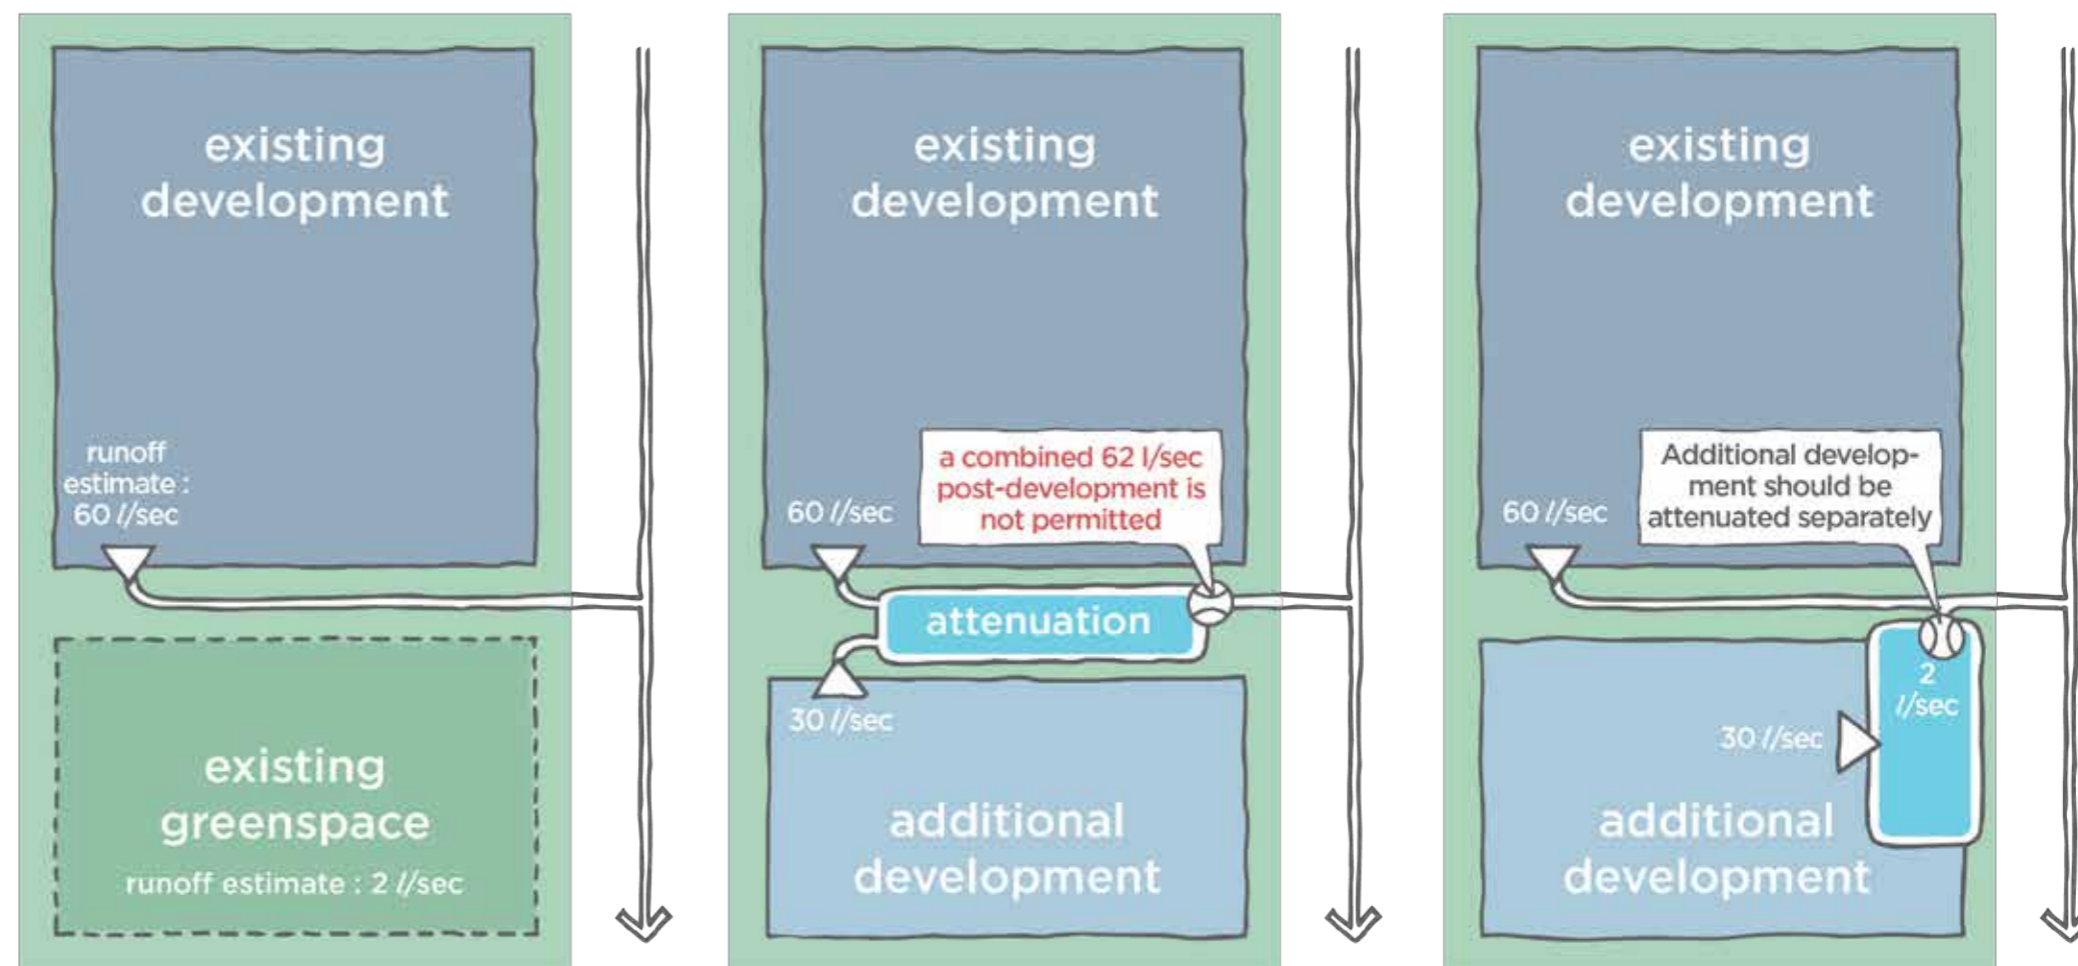 existing
development
runoff
estimate :
60 l/sec
existing
greenspace
runoff estimate : 2 l/sec
existing
development
a combined 62 l/sec
post-development is
not permitted
60 l/sec
attenuation
30 l/sec
additional
development
existing
development
Additional develop-
ment should be
attenuated separately
60 l/sec
2
l/sec
30 l/sec
additional
development